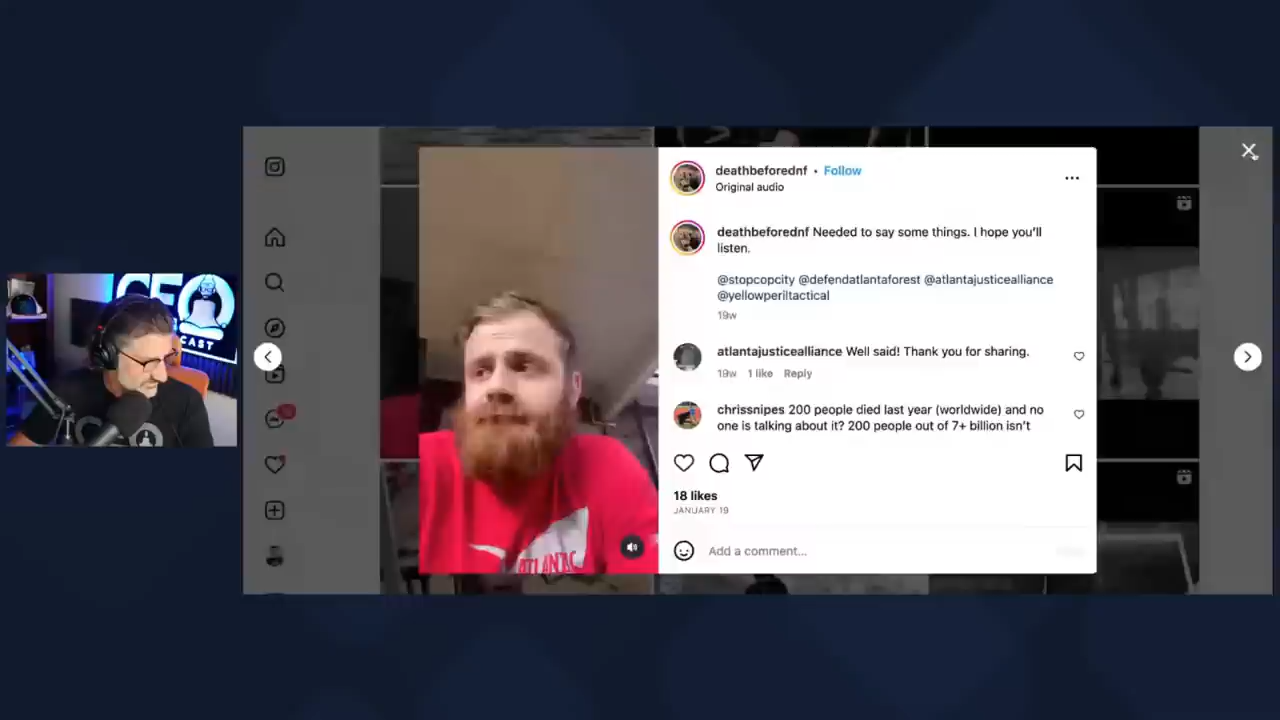 deathbeforednf • Follow
Original audio
deathbeforednf Needed to say some things. I hope you'll
listen.
@stopcopcity @defendatlantaforest @atlantajusticealliance
@yellowperiltactical
19w
atlantajusticealliance Well said! Thank you for sharing.
19w 1 like Reply
chrissnipes 200 people died last year (worldwide) and no
one is talking about it? 200 people out of 7+ billion isn't
18 likes
JANUARY 19
Add a comment...
CEO
CAST